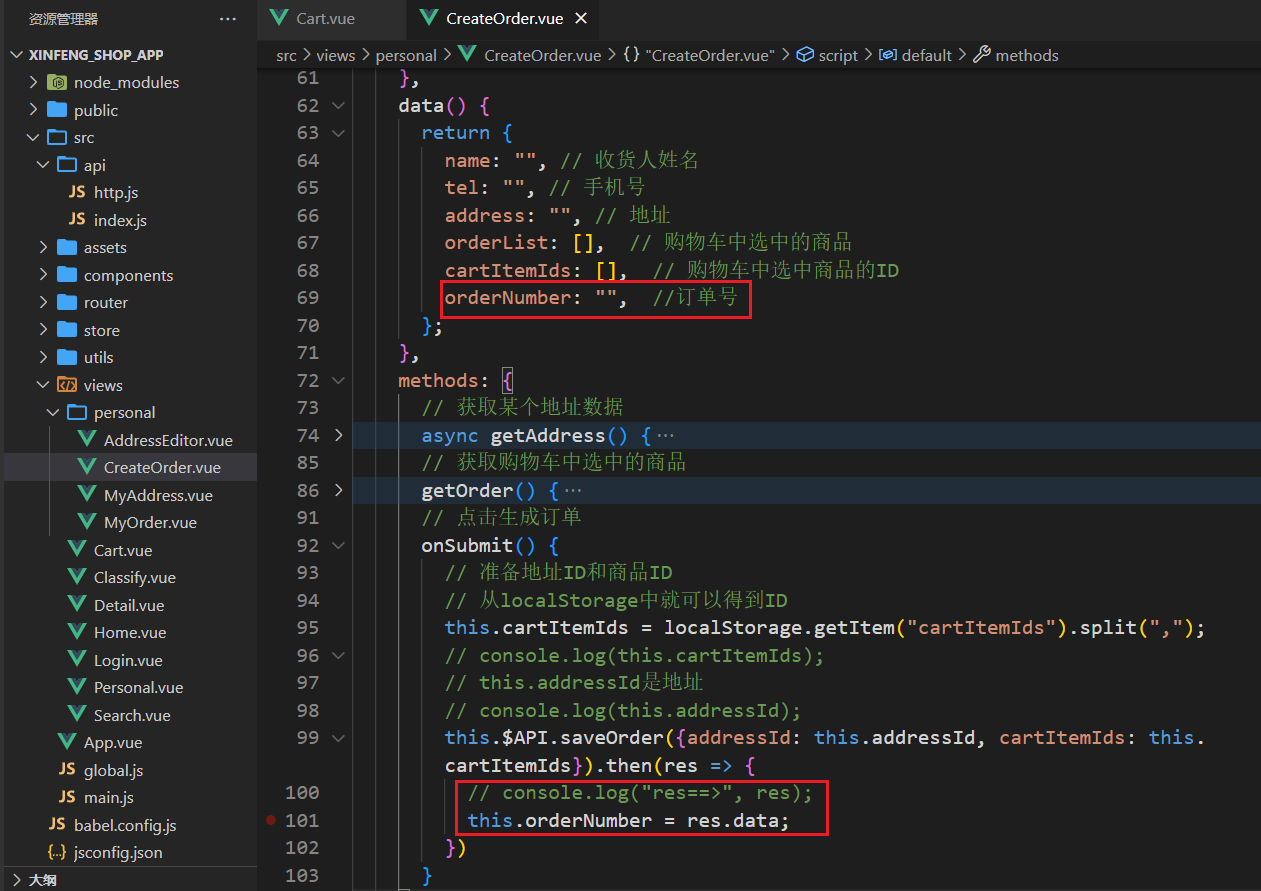 资源管理器 ···
XINFENG_SHOP_APP
node_modules
public
src
api
JS http.js
JS index.js
assets
components
router
store
utils
views
personal
AddressEditor.vue
CreateOrder.vue
MyAddress.vue
MyOrder.vue
Cart.vue
Classify.vue
Detail.vue
Home.vue
Login.vue
Personal.vue
Search.vue
App.vue
JS global.js
JS main.js
JS babel.config.js
{..} jsconfig.json
大纲
Cart.vue CreateOrder.vue
src > views > personal > CreateOrder.vue > {} "CreateOrder.vue" > script > default > methods
61 },
62 data() {
63 return {
64 name: "", // 收货人姓名
65 tel: "", // 手机号
66 address: "", // 地址
67 orderList: [], // 购物车中选中的商品
68 cartItemIds: [], // 购物车中选中商品的ID
69 orderNumber: "", //订单号
70 };
71 },
72 methods: {
73 // 获取某个地址数据
74 async getAddress() { ···
85 // 获取购物车中选中的商品
86 getOrder() { ···
91 // 点击生成订单
92 onSubmit() {
93 // 准备地址ID和商品ID
94 // 从localStorage中就可以得到ID
95 this.cartItemIds = localStorage.getItem("cartItemIds").split(",");
96 // console.log(this.cartItemIds);
97 // this.addressId是地址
98 // console.log(this.addressId);
99 this.$API.saveOrder({addressId: this.addressId, cartItemIds: this.
cartItemIds}).then(res => {
100 // console.log("res==>", res);
101 this.orderNumber = res.data;
102 })
103 }